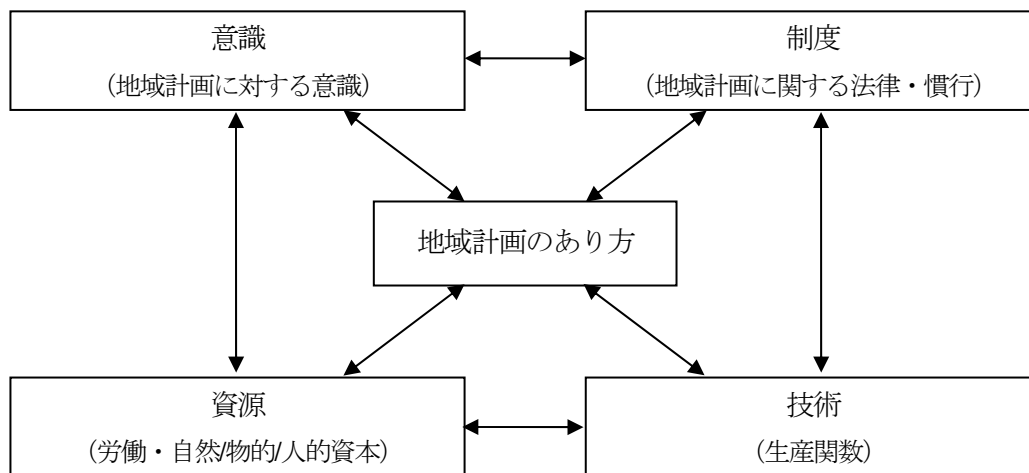 意識
（地域計画に対する意識）
制度
（地域計画に関する法律・慣行）
地域計画のあり方
資源
（労働・自然/物的/人的資本）
技術
（生産関数）